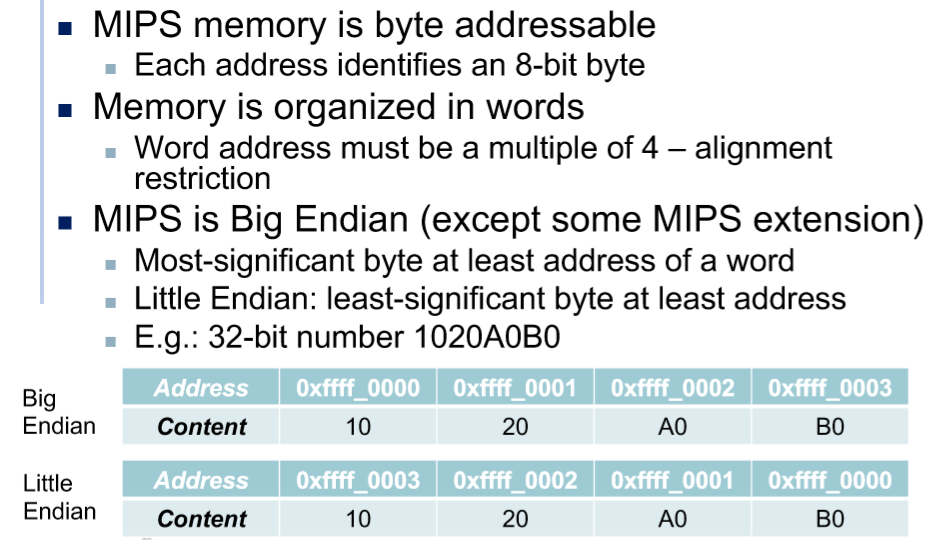 MIPS memory is byte addressable
Each address identifies an 8-bit byte
Memory is organized in words
Word address must be a multiple of 4 – alignment
restriction
MIPS is Big Endian (except some MIPS extension)
Most-significant byte at least address of a word
Little Endian: least-significant byte at least address
E.g.: 32-bit number 1020A0B0
Big
Endian
Address 0xffff_0000 0xffff_0001 0xffff_0002 0xffff_0003
Content 10 20 A0 B0
Little
Endian
Address 0xffff_0003 0xffff_0002 0xffff_0001 0xffff_0000
Content 10 20 A0 B0